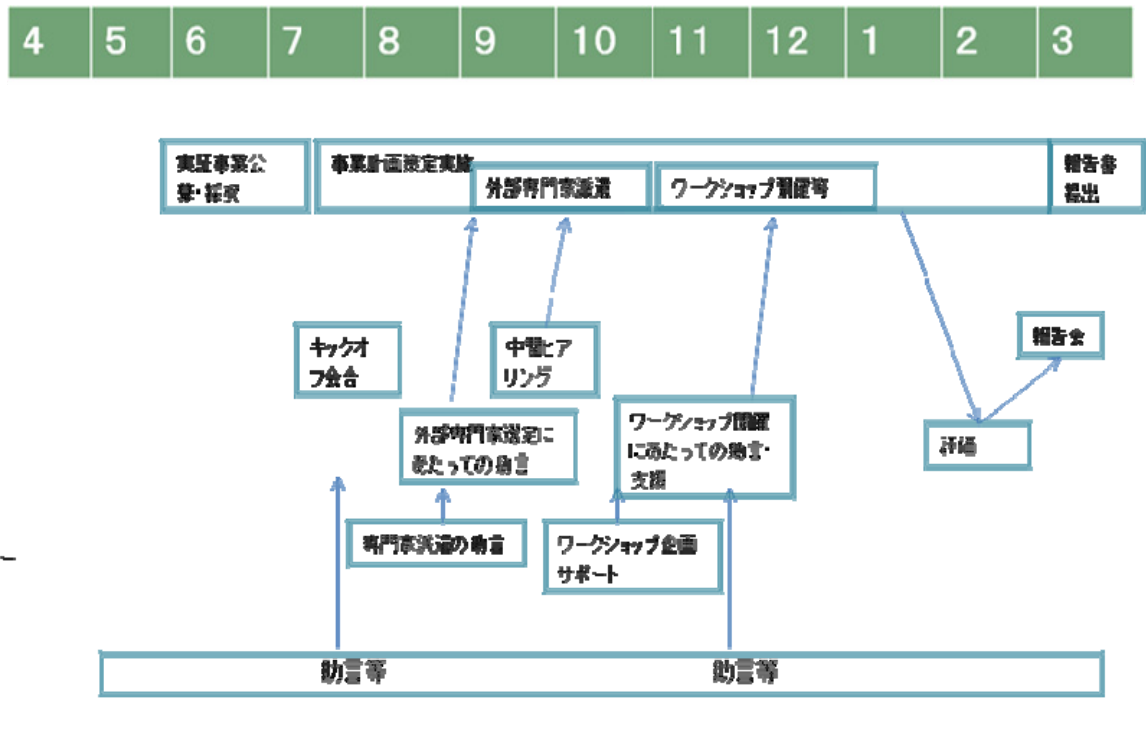 4 5 6 7 8 9 10 11 12 1 2 3
実証事業公
募・採択
事業計画策定実施
外部専門家派遣
ワークショップ開催等
報告書
提出
キックオ
フ会合
中間ヒア
リング
報告会
外部専門家選定に
あたっての助言
ワークショップ開催
にあたっての助言・
支援
評価
専門家派遣の助言
ワークショップ企画
サポート
助言等
助言等